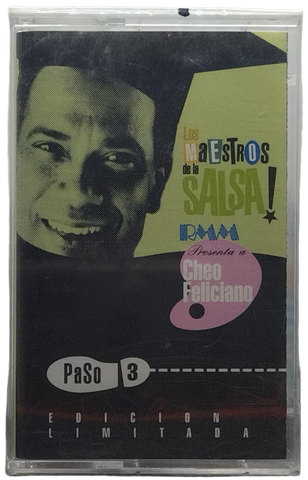 Los
MAESTROS
de la
SALSA!
RMM
Presenta a
Cheo
Feliciano
PaSo 3
EDICION
LIMITADA